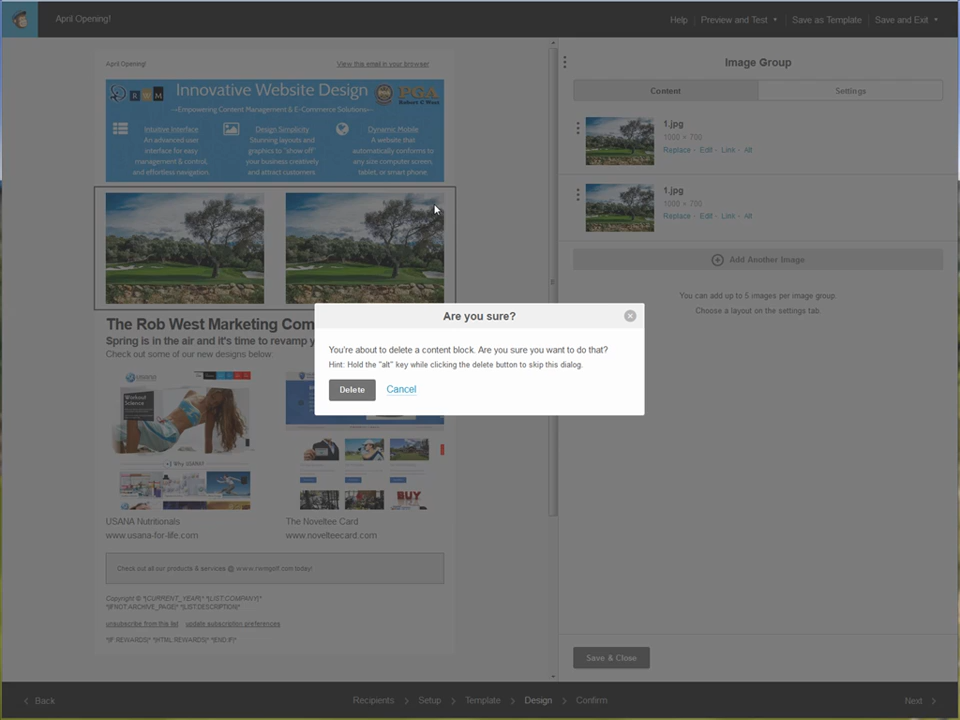 April Opening!
Help
Preview and Test
Save as Template
Save and Exit
April Opening!
View this email in your browser
RWM
Innovative Website Design
PGA
Robert C West
~Empowering Content Management & E-Commerce Solutions~
Intuitive Interface
An advanced user
interface for easy
management & control,
and effortless navigation.
Design Simplicity
Stunning layouts and
graphics to "show off"
your business creatively
and attract customers
Dynamic Mobile
A website that
automatically conforms to
any size computer screen,
tablet, or smart phone.
Image Group
Content
Settings
1.jpg
1000 × 700
Replace - Edit - Link - Alt
1.jpg
1000 × 700
Replace - Edit - Link - Alt
Add Another Image
You can add up to 5 images per image group.
Choose a layout on the settings tab
The Rob West Marketing Com
Spring is in the air and it's time to revamp y
Check out some of our new designs below:
Are you sure?
You're about to delete a content block. Are you sure you want to do that?
Hint: Hold the "alt" key while clicking the delete button to skip this dialog.
Delete
Cancel
USANA
Workout
Science
Why USANA?
BUY
USANA Nutritionals
www.usana-for-life.com
The Noveltee Card
www.novelteecard.com
Check out all our products & services @ www.rwmgolf.com today!
Copyright © *|CURRENT_YEAR|* *|LIST:COMPANY|*
*|IFNOT:ARCHIVE_PAGE|* *|LIST:DESCRIPTION|*
unsubscribe from this list
update subscription preferences
*|IF:REWARDS|* *|HTML:REWARDS|* *|END:IF|*
Save & Close
Back
Recipients
Setup
Template
Design
Confirm
Next